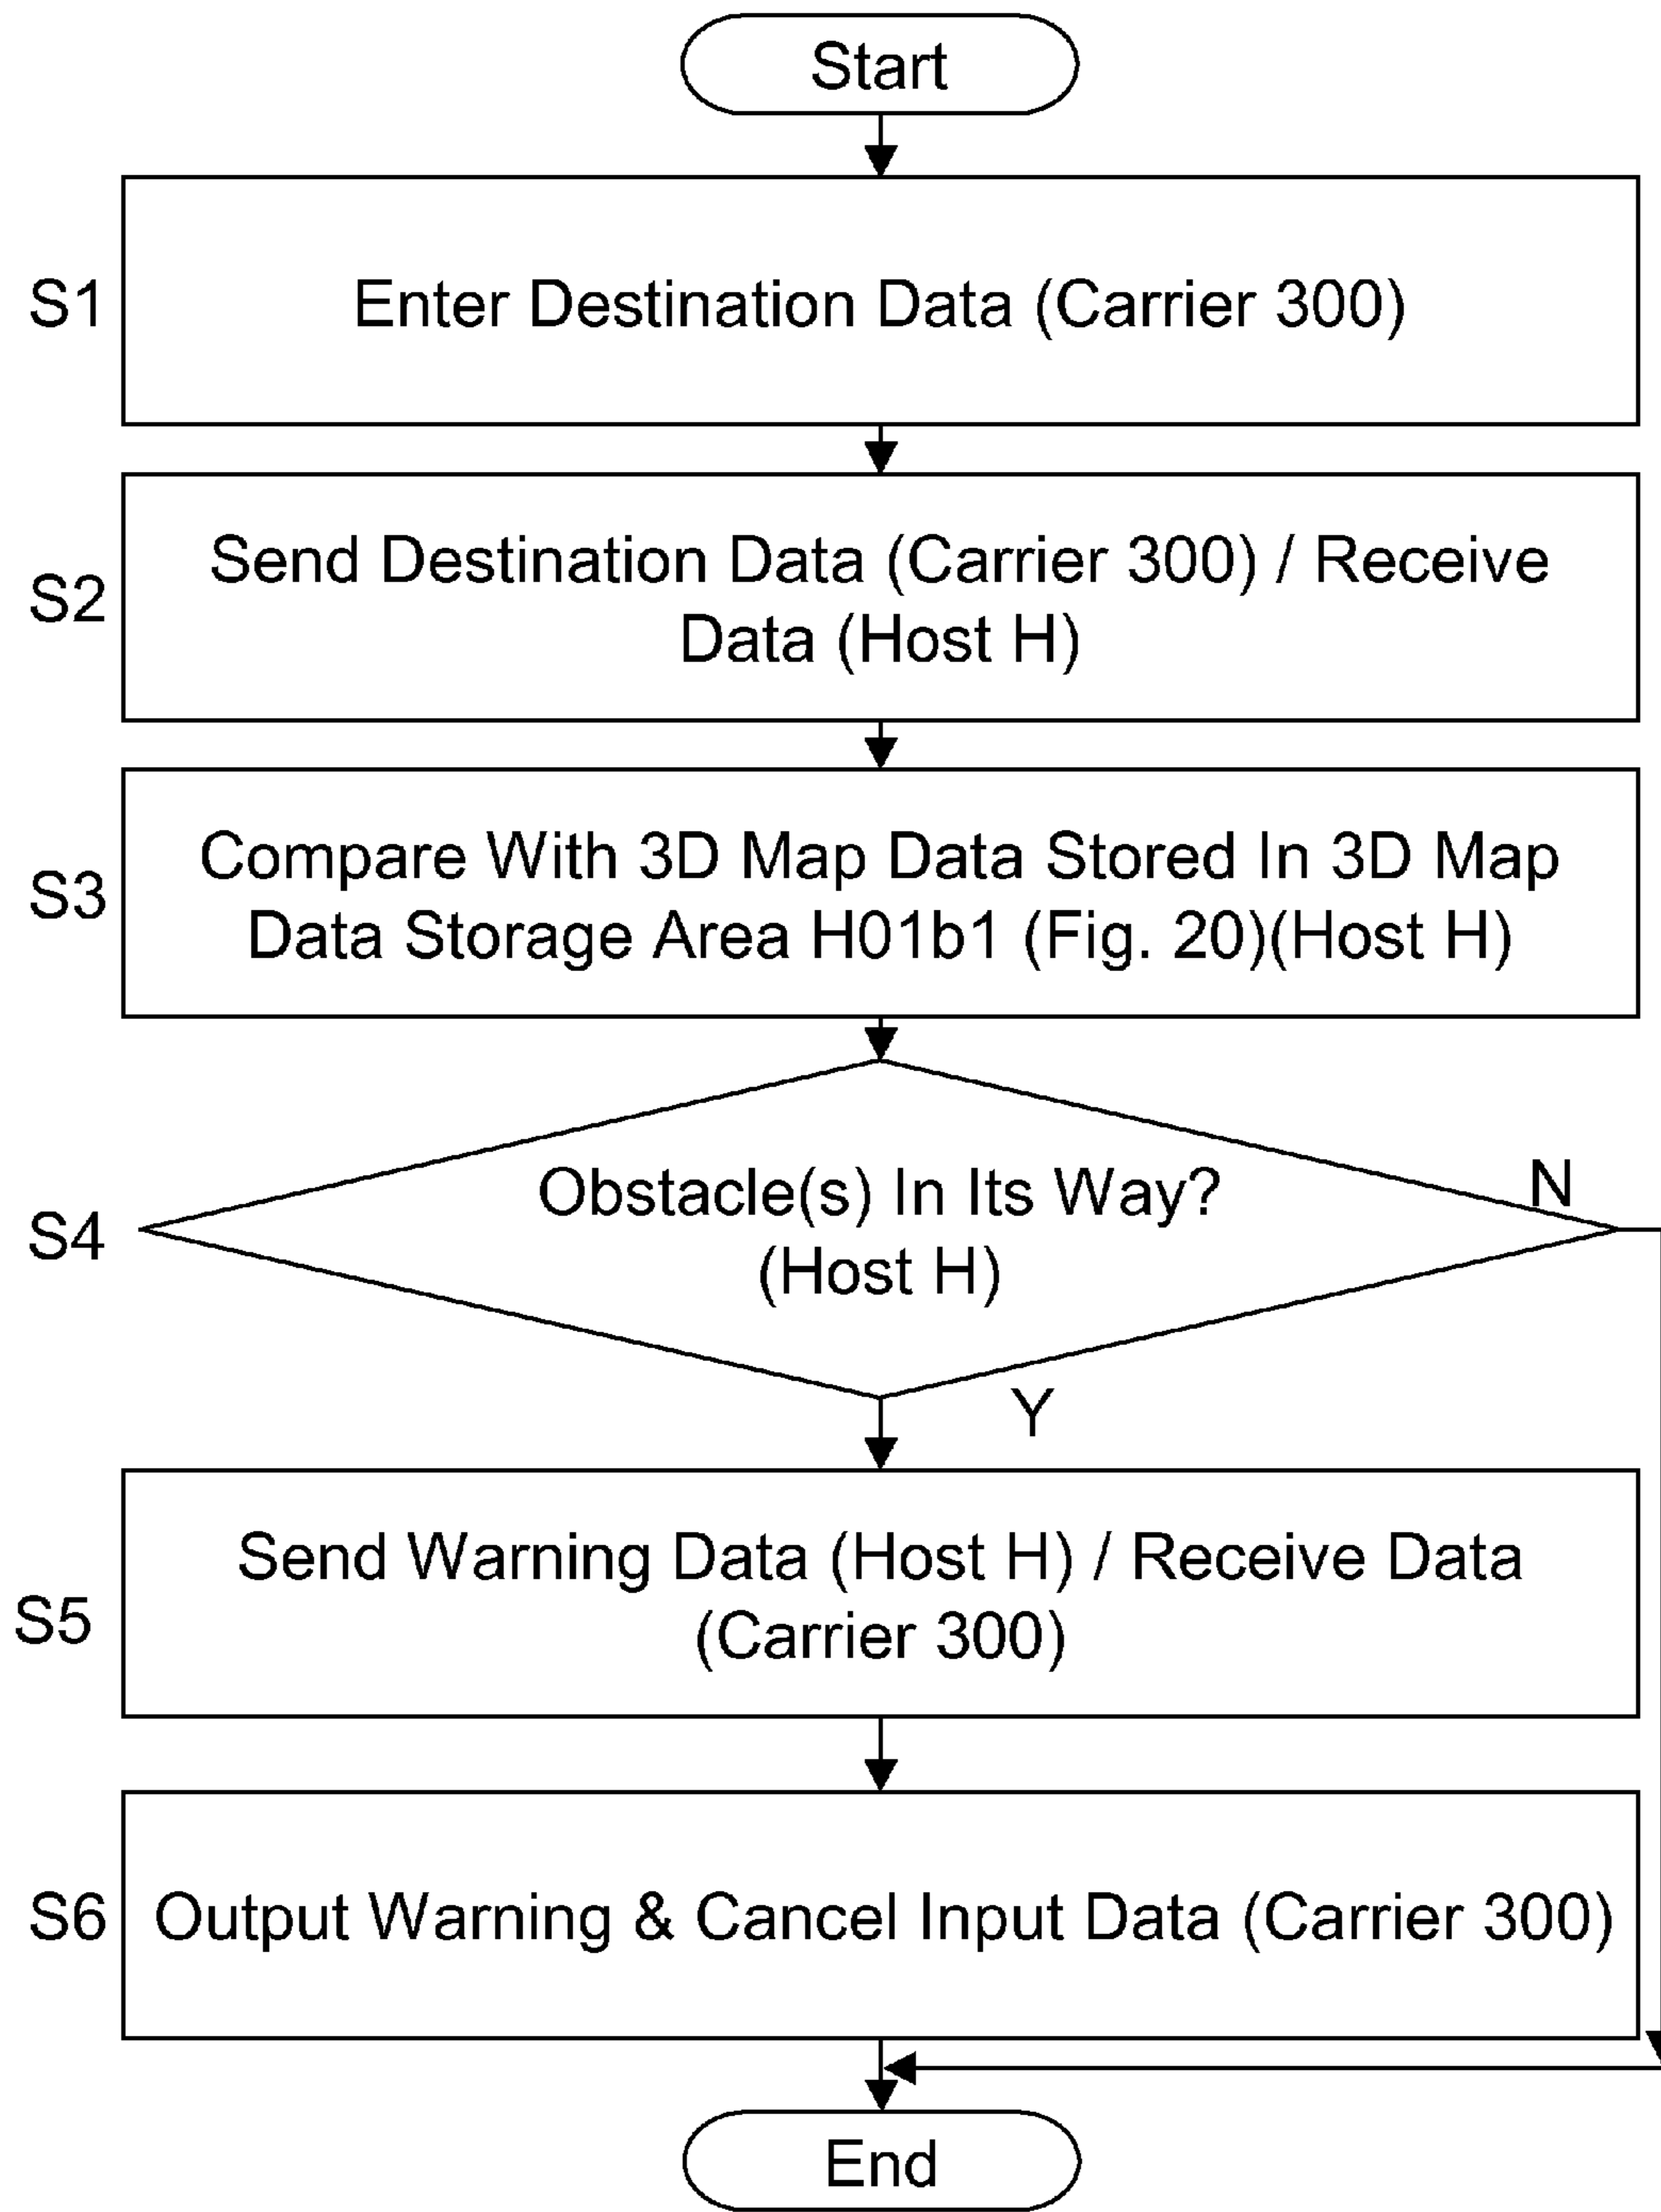 Start
S1
Enter Destination Data (Carrier 300)
S2
Send Destination Data (Carrier 300) / Receive
Data (Host H)
S3
Compare With 3D Map Data Stored In 3D Map
Data Storage Area H01b1 (Fig. 20)(Host H)
S4
Obstacle(s) In Its Way?
(Host H)
N
Y
S5
Send Warning Data (Host H) / Receive Data
(Carrier 300)
S6
Output Warning & Cancel Input Data (Carrier 300)
End